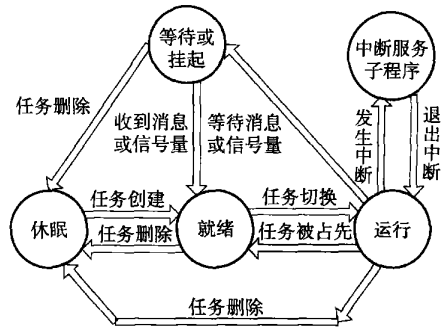 等待或
挂起
中断服务
子程序
任务删除
收到消息
或信号量
等待消息
或信号量
发生中断
退出中断
休眠
任务创建
任务删除
就绪
任务切换
任务被占先
运行
任务删除